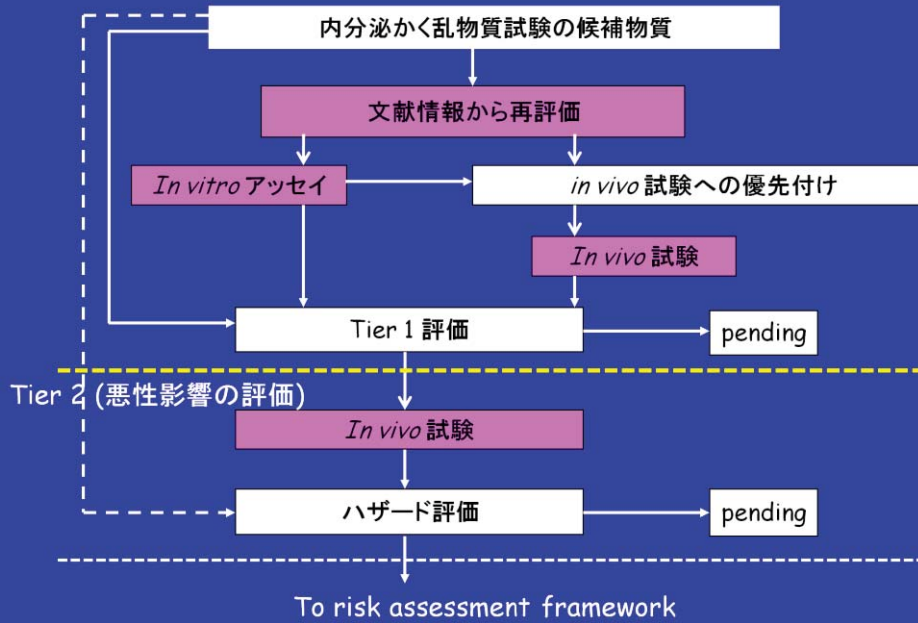 内分泌かく乱物質試験の候補物質
文献情報から再評価
In vitro アッセイ
in vivo 試験への優先付け
In vivo 試験
Tier 1 評価
pending
Tier 2 (悪性影響の評価)
In vivo 試験
ハザード評価
pending
To risk assessment framework